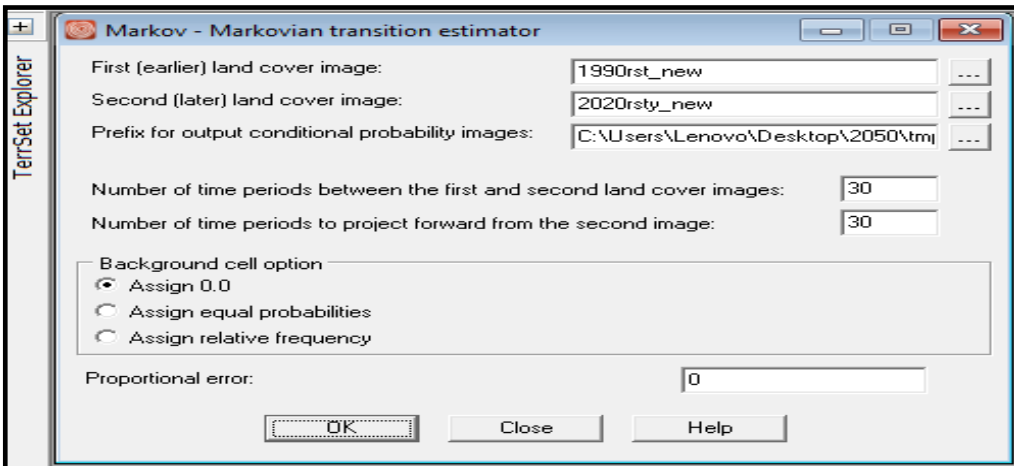 TerrSet Explorer
Markov - Markovian transition estimator
First (earlier) land cover image: 1990rst_new ...
Second (later) land cover image: 2020rsty_new ...
Prefix for output conditional probability images: C:\Users\Lenovo\Desktop\2050\tmp ...
Number of time periods between the first and second land cover images: 30
Number of time periods to project forward from the second image: 30
Background cell option
Assign 0.0
Assign equal probabilities
Assign relative frequency
Proportional error: 0
OK Close Help